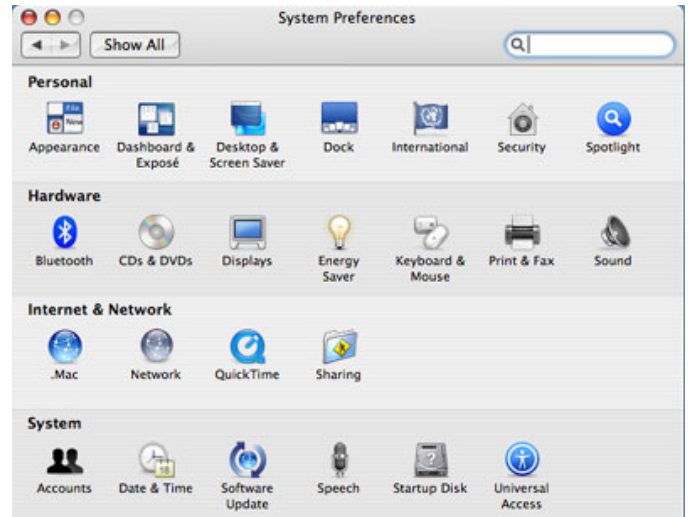 System Preferences
Show All
Personal
Appearance
Dashboard & Exposé
Desktop & Screen Saver
Dock
International
Security
Spotlight
Hardware
Bluetooth
CDs & DVDs
Displays
Energy Saver
Keyboard & Mouse
Print & Fax
Sound
Internet & Network
.Mac
Network
QuickTime
Sharing
System
Accounts
Date & Time
Software Update
Speech
Startup Disk
Universal Access